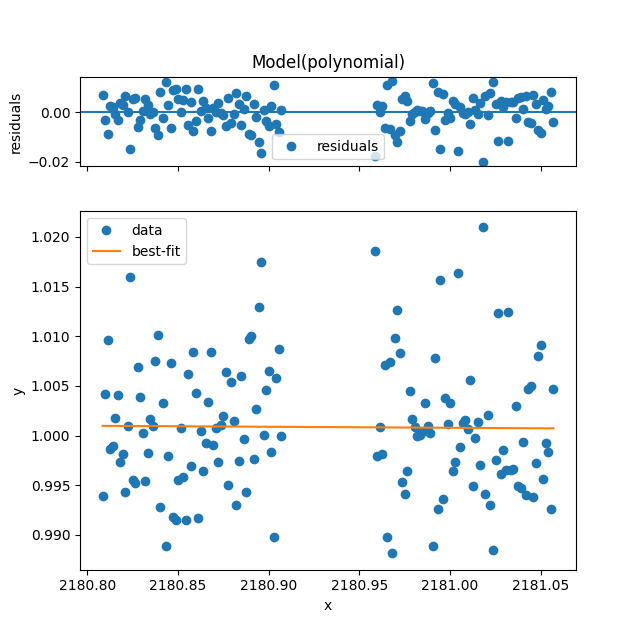 Model(polynomial)
residuals
0.00
−0.02
residuals
y
1.020
1.015
1.010
1.005
1.000
0.995
0.990
data
best-fit
2180.80
2180.85
2180.90
2180.95
2181.00
2181.05
x